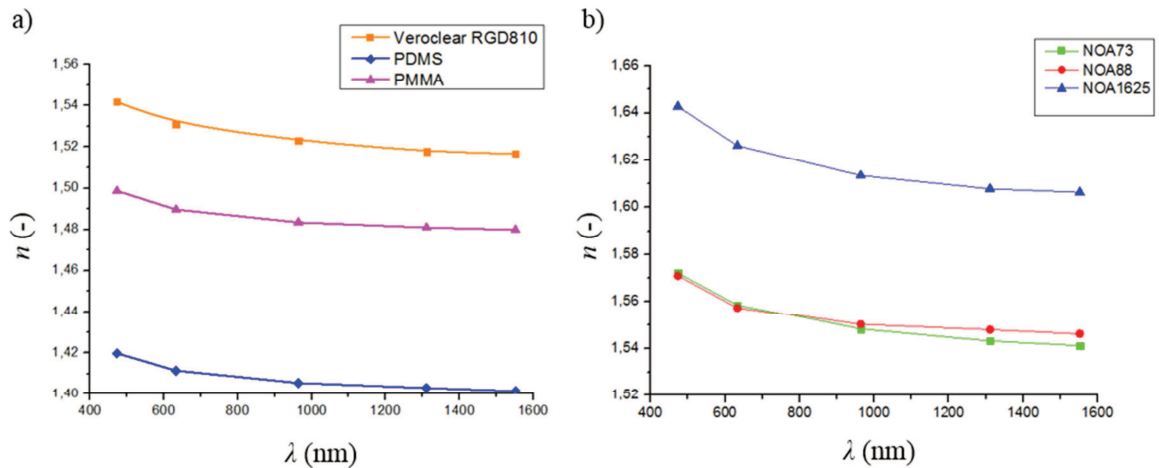 a)
Veroclear RGD810
PDMS
PMMA
1,56
1,54
1,52
1,50
1,48
1,46
1,44
1,42
1,40
n (-)
400 600 800 1000 1200 1400 1600
λ (nm)
b)
NOA73
NOA88
NOA1625
1,66
1,64
1,62
1,60
1,58
1,56
1,54
1,52
n (-)
400 600 800 1000 1200 1400 1600
λ (nm)